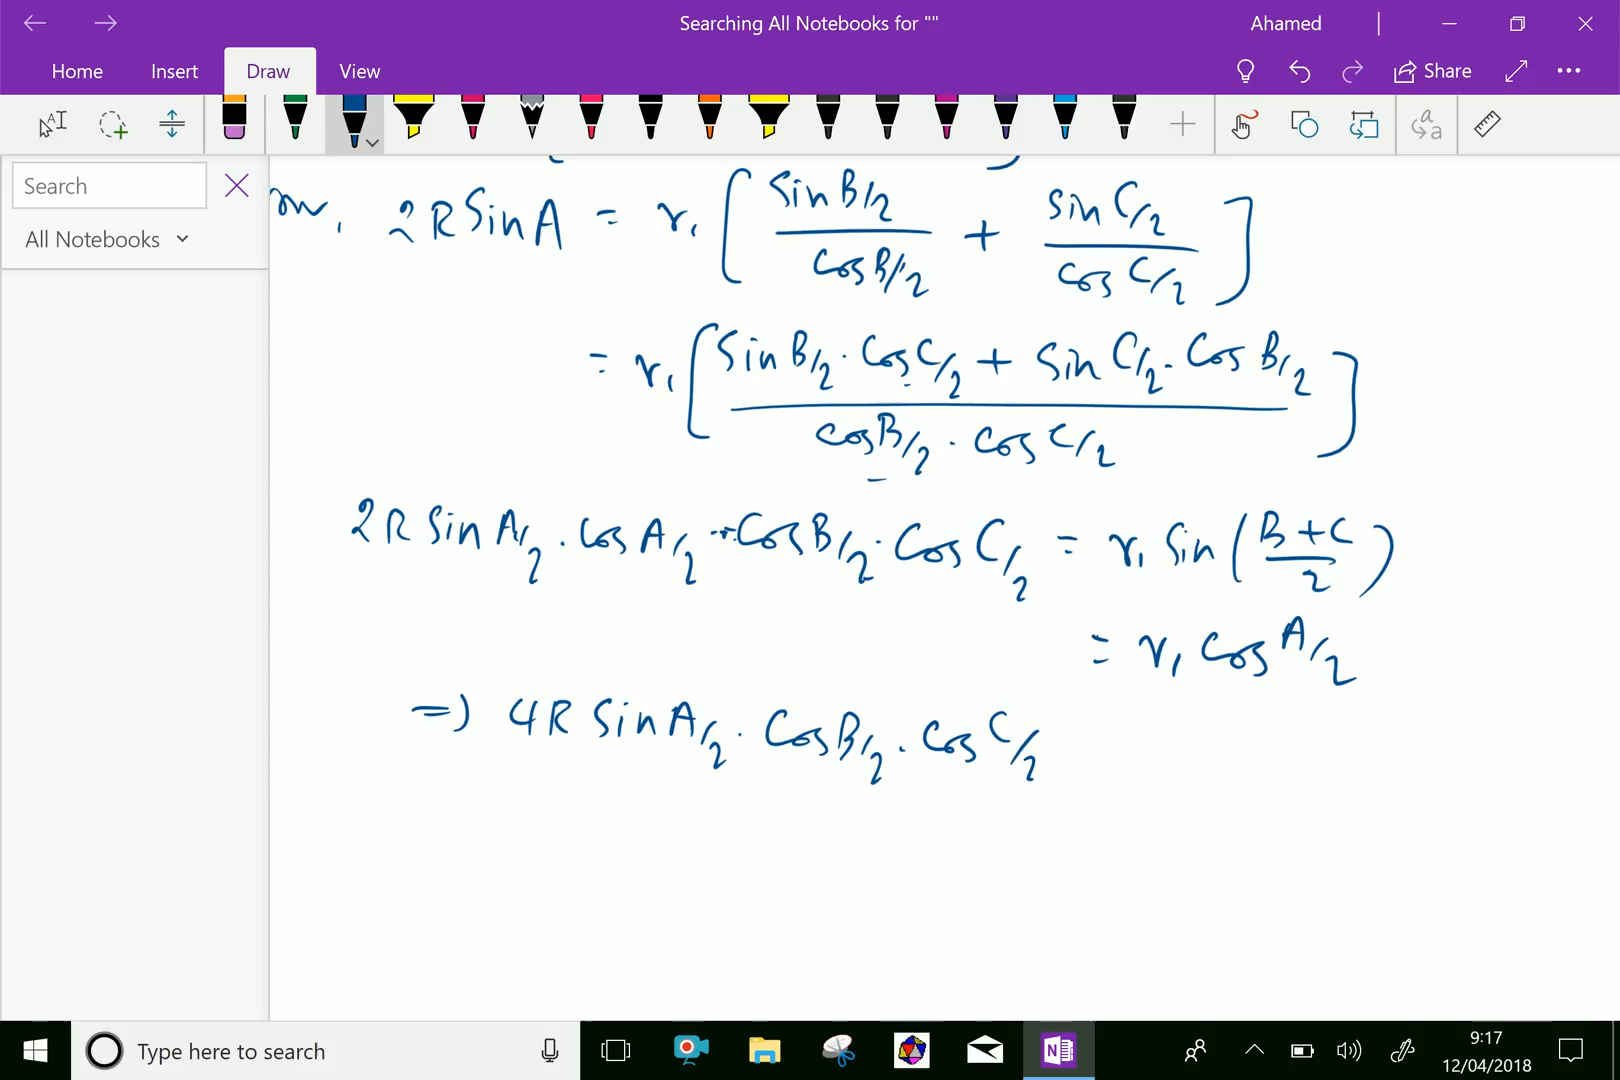 Searching All Notebooks for ""
Ahamed
Home Insert Draw View
Share
Search
All Notebooks
2R Sin A = r₁ [ Sin B/2 / Cos B/2 + Sin C/2 / Cos C/2 ]
= r₁ [ Sin B/2 . Cos C/2 + Sin C/2 . Cos B/2 / Cos B/2 . Cos C/2 ]
2R Sin A/2 . Cos A/2 . Cos B/2 . Cos C/2 = r₁ Sin ( B + C / 2 )
= r₁ Cos A/2
=) 4R Sin A/2 . Cos B/2 . Cos C/2
Type here to search
9:17
12/04/2018